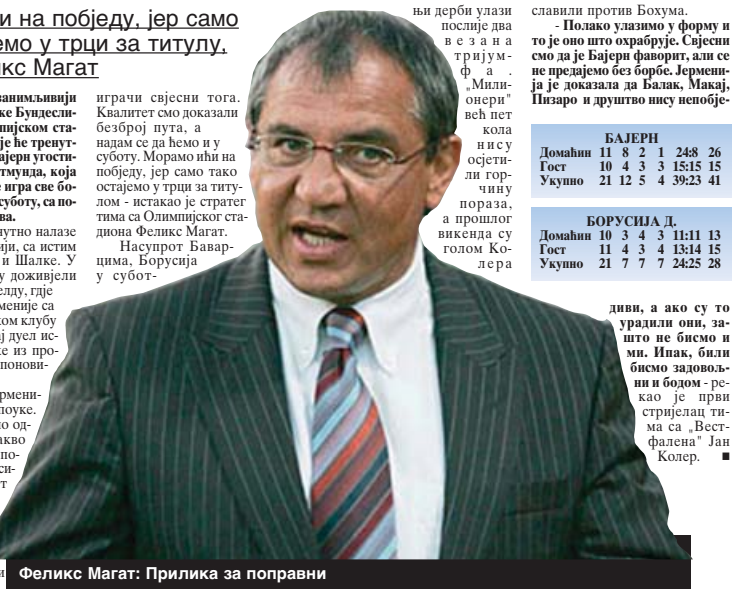 и на побједу, јер само
емо у трци за титулу,
икс Магат
занимљивији
ке Бундесли-
пијском ста-
је ће тренут-
ајерн угости-
тмунда, која
е игра све бо-
суботу, са по-
ва.
нутно налазе
ији, са истим
и Шалке. У
у доживјели
елду, гдје
меније са
ком клубу
ај дуел ис-
ке из про-
понови-
рмени-
поуке.
о од-
акво
по-
си-
т
и
играчи свјесни тога.
Квалитет смо доказали
безброј пута, а
надам се да ћемо и у
суботу. Морамо ићи на
побједу, јер само тако
остајемо у трци за титу-
лом - истакао је стратег
тима са Олимпијског ста-
диона Феликс Магат.
Насупрот Бавар-
цима, Борусија
у субот-
њи дерби улази
послије два
везана
тријум-
фа.
„Мили-
онери"
већ пет
кола
нису
осјети-
ли гор-
чину
пораза,
а прошлог
викенда су
голом Ко-
лера
славили против Бохума.
- Полако улазимо у форму и
то је оно што охрабрује. Свјесни
смо да је Бајерн фаворит, али се
не предајемо без борбе. Јермени-
ја је доказала да Балак, Макај,
Пизаро и друштво нису непобје-
БАЈЕРН
Домаћин 11 8 2 1 24:8 26
Гост 10 4 3 3 15:15 15
Укупно 21 12 5 4 39:23 41
БОРУСИЈА Д.
Домаћин 10 3 4 3 11:11 13
Гост 11 4 3 4 13:14 15
Укупно 21 7 7 7 24:25 28
диви, а ако су то
урадили они, за-
што не бисмо и
ми. Ипак, били
бисмо задовољ-
ни и бодом - ре-
као је први
стријелац ти-
ма са „Вест-
фалена" Јан
Колер. ■
Феликс Магат: Прилика за поправни